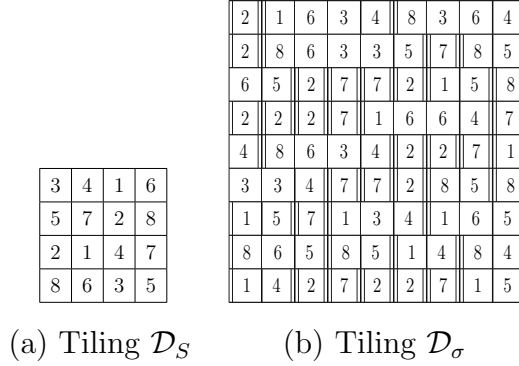 2 1 6 3 4 8 3 6 4
2 8 6 3 3 5 7 8 5
6 5 2 7 7 2 1 5 8
2 2 2 7 1 6 6 4 7
4 8 6 3 4 2 2 7 1
3 3 4 7 7 2 8 5 8
1 5 7 1 3 4 1 6 5
8 6 5 8 5 1 4 8 4
1 4 2 7 2 2 7 1 5
3 4 1 6
5 7 2 8
2 1 4 7
8 6 3 5
(a) Tiling 𝒟_S (b) Tiling 𝒟_σ